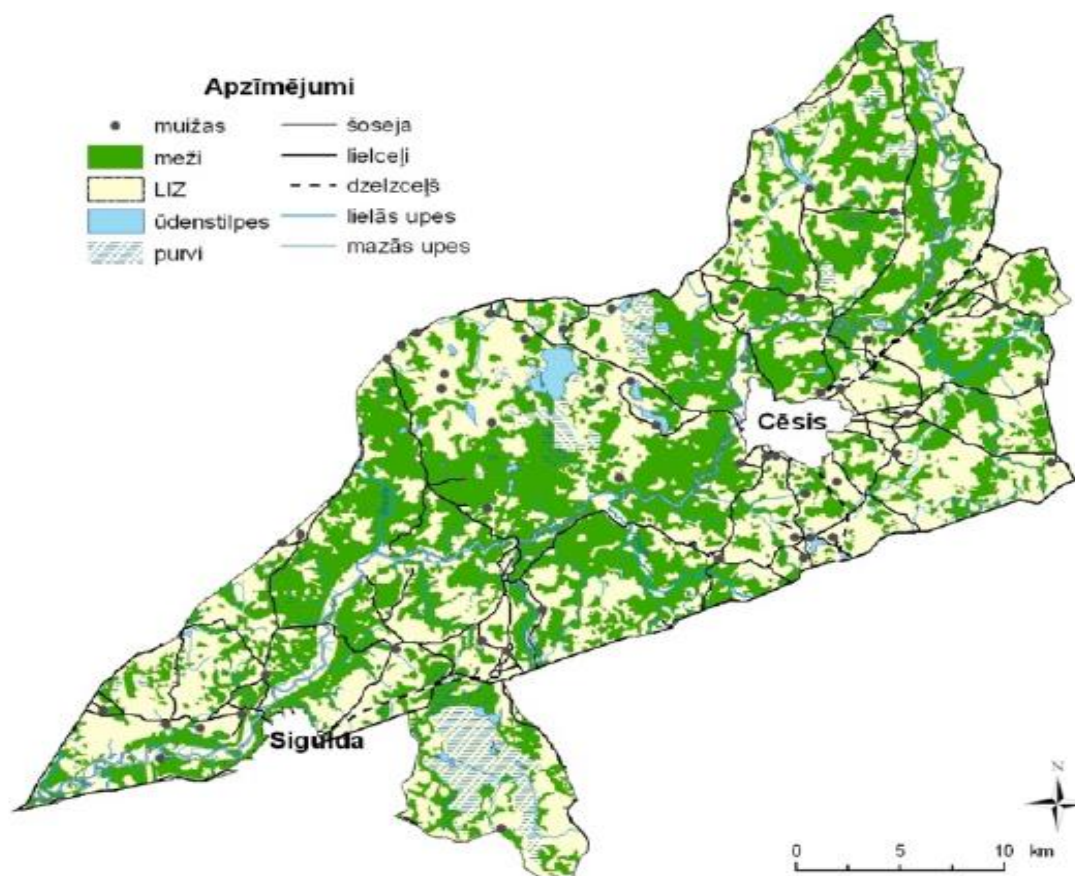 Apzīmējumi
muižas
meži
LIZ
ūdenstilpes
purvi
šoseja
lielceļi
dzelzceļš
lielās upes
mazās upes
Cēsis
Sigulda
Z
0 5 10 km